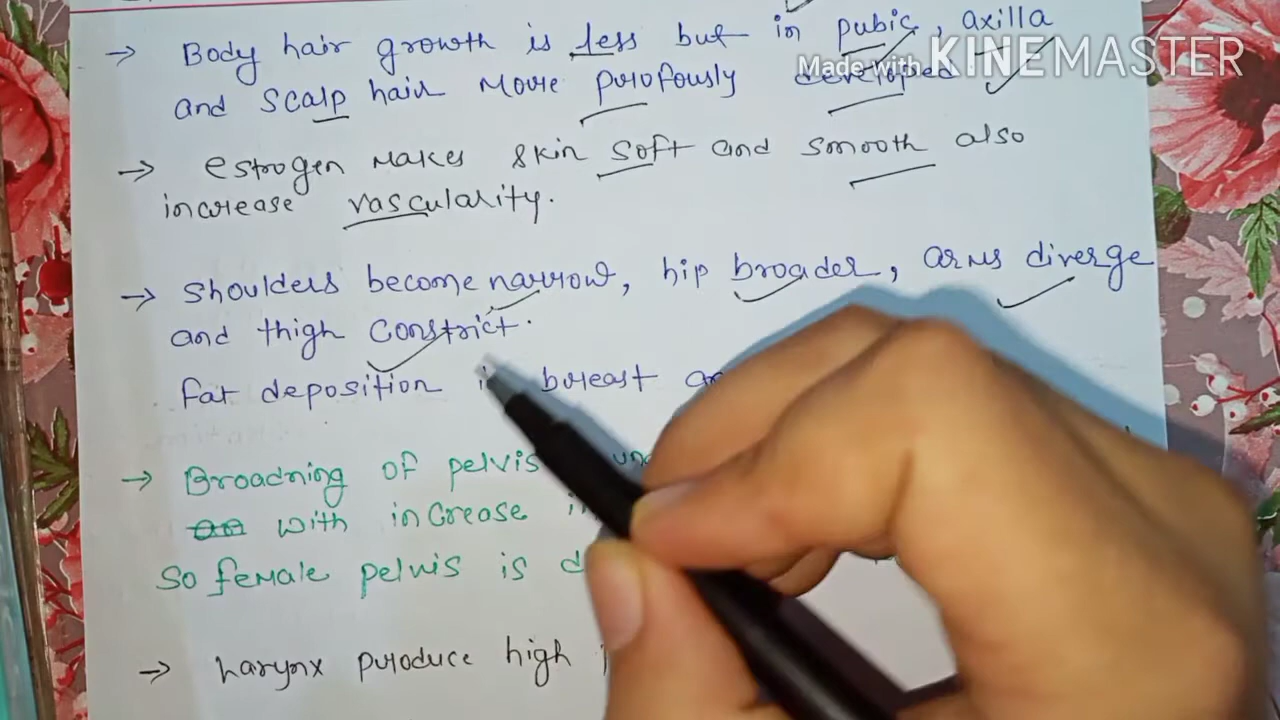 → Body hair growth is less but in pubic, axilla
Made with KINEMASTER
and scalp hair more profously developed
→ estrogen makes skin soft and smooth also
increase vascularity.
→ shoulders become narrow, hip broader, arms diverge
and thigh constrict.
fat deposition breast
→ Broadning of pelvis
with increase
so female pelvis is
→ harynx produce high